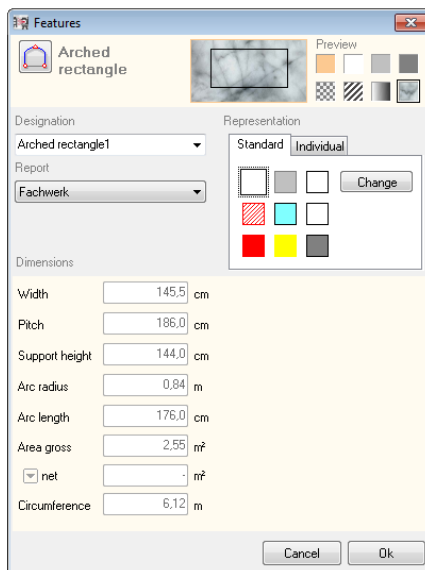 Features
Arched
rectangle
Preview
Designation
Representation
Arched rectangle1
Standard Individual
Report
Change
Fachwerk
Dimensions
Width 145,5 cm
Pitch 186,0 cm
Support height 144,0 cm
Arc radius 0,84 m
Arc length 176,0 cm
Area gross 2,55 m²
net - m²
Circumference 6,12 m
Cancel Ok